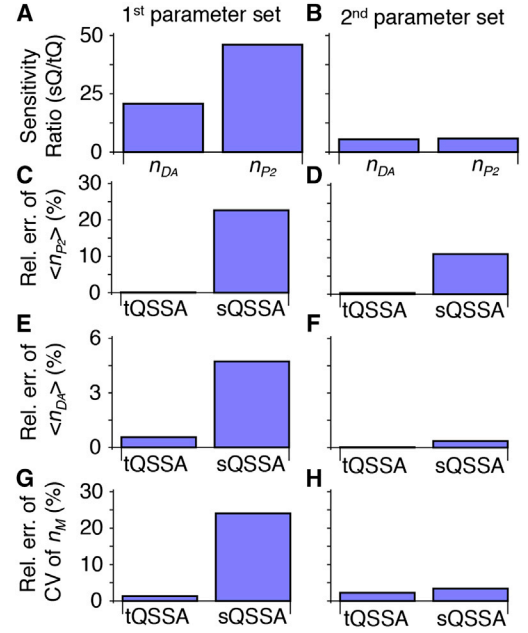 A 1st parameter set B 2nd parameter set
Sensitivity
Ratio (sQ/tQ)
50
25
0
nDA nP2 nDA nP2
C D
Rel. err. of
<nP2> (%)
30
20
10
0
tQSSA sQSSA tQSSA sQSSA
E F
Rel. err. of
<nDA> (%)
6
3
0
tQSSA sQSSA tQSSA sQSSA
G H
Rel. err. of
CV of nM (%)
30
20
10
0
tQSSA sQSSA tQSSA sQSSA